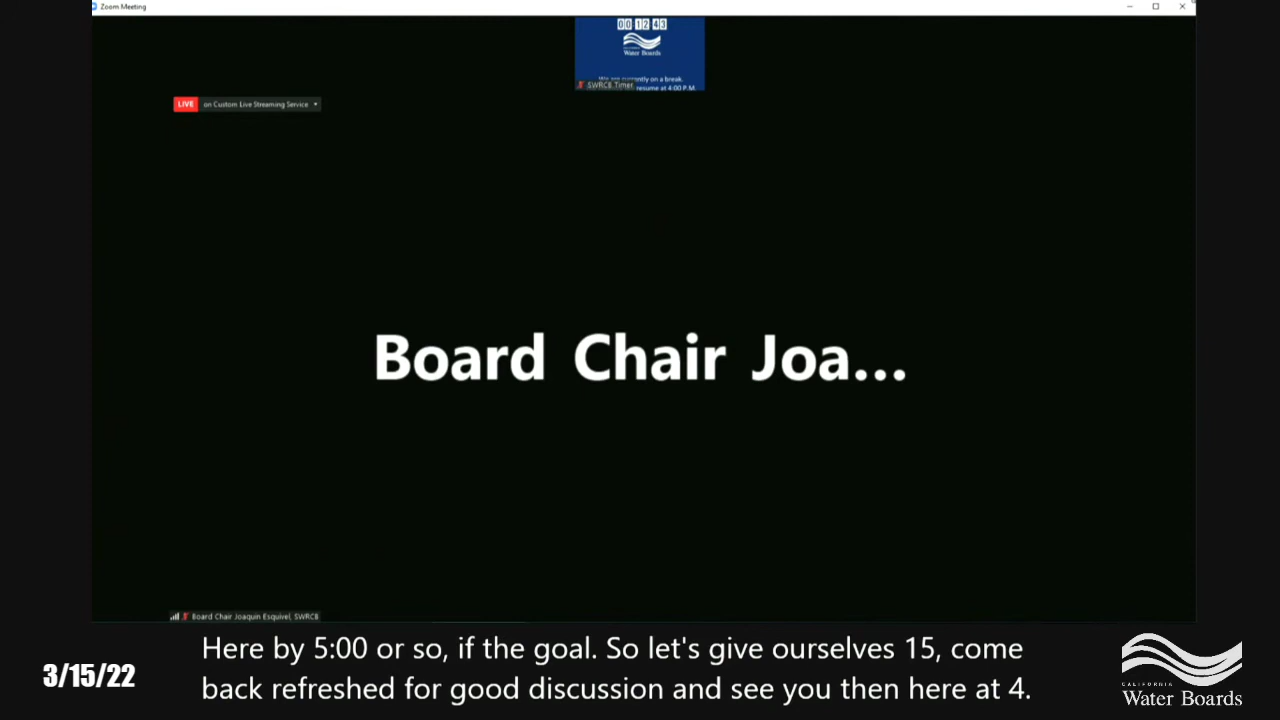 Zoom Meeting
00 12 43
CALIFORNIA
Water Boards
We are currently on a break.
resume at 4:00 P.M.
SWRCB Timer
LIVE on Custom Live Streaming Service
Board Chair Joa...
Board Chair Joaquin Esquivel, SWRCB
Here by 5:00 or so, if the goal. So let's give ourselves 15, come
back refreshed for good discussion and see you then here at 4.
3/15/22
CALIFORNIA
Water Boards